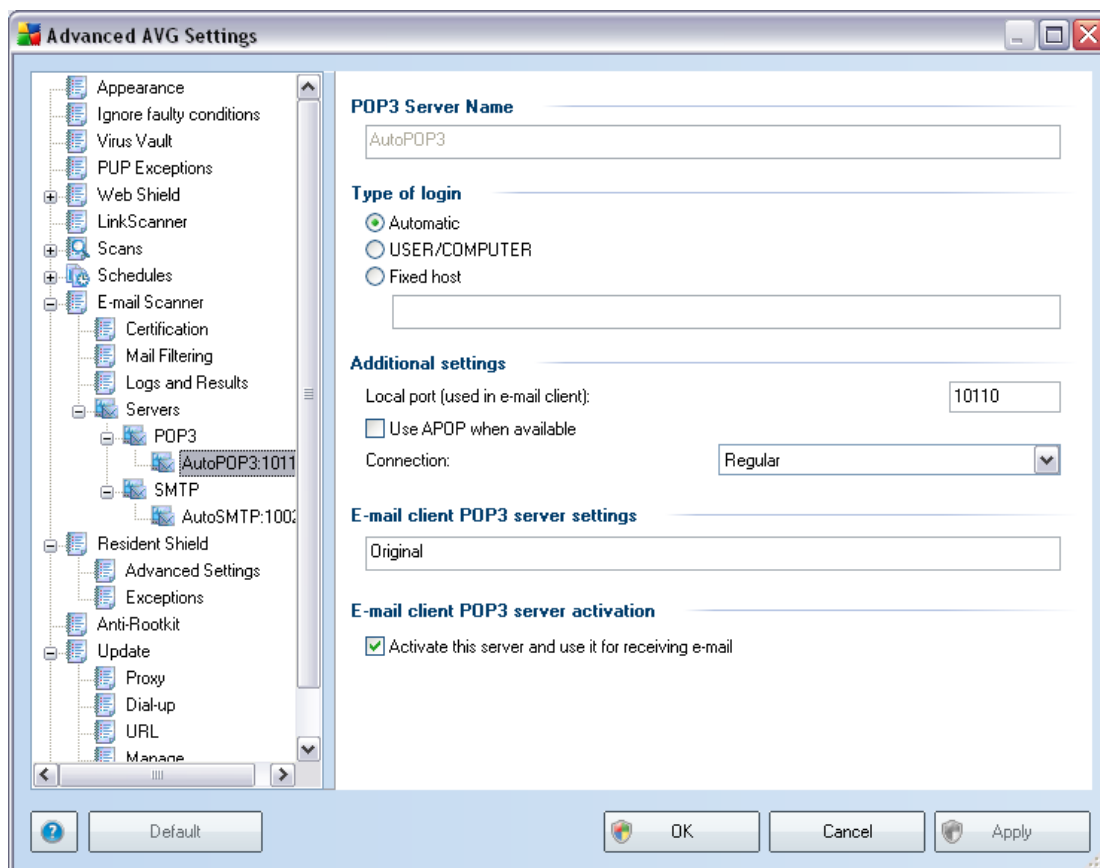 Advanced AVG Settings
Appearance
Ignore faulty conditions
Virus Vault
PUP Exceptions
Web Shield
LinkScanner
Scans
Schedules
E-mail Scanner
Certification
Mail Filtering
Logs and Results
Servers
POP3
AutoPOP3:1011
SMTP
AutoSMTP:1002
Resident Shield
Advanced Settings
Exceptions
Anti-Rootkit
Update
Proxy
Dial-up
URL
Manage
POP3 Server Name
AutoPOP3
Type of login
Automatic
USER/COMPUTER
Fixed host
Additional settings
Local port (used in e-mail client):
10110
Use APOP when available
Connection:
Regular
E-mail client POP3 server settings
Original
E-mail client POP3 server activation
Activate this server and use it for receiving e-mail
Default
OK
Cancel
Apply